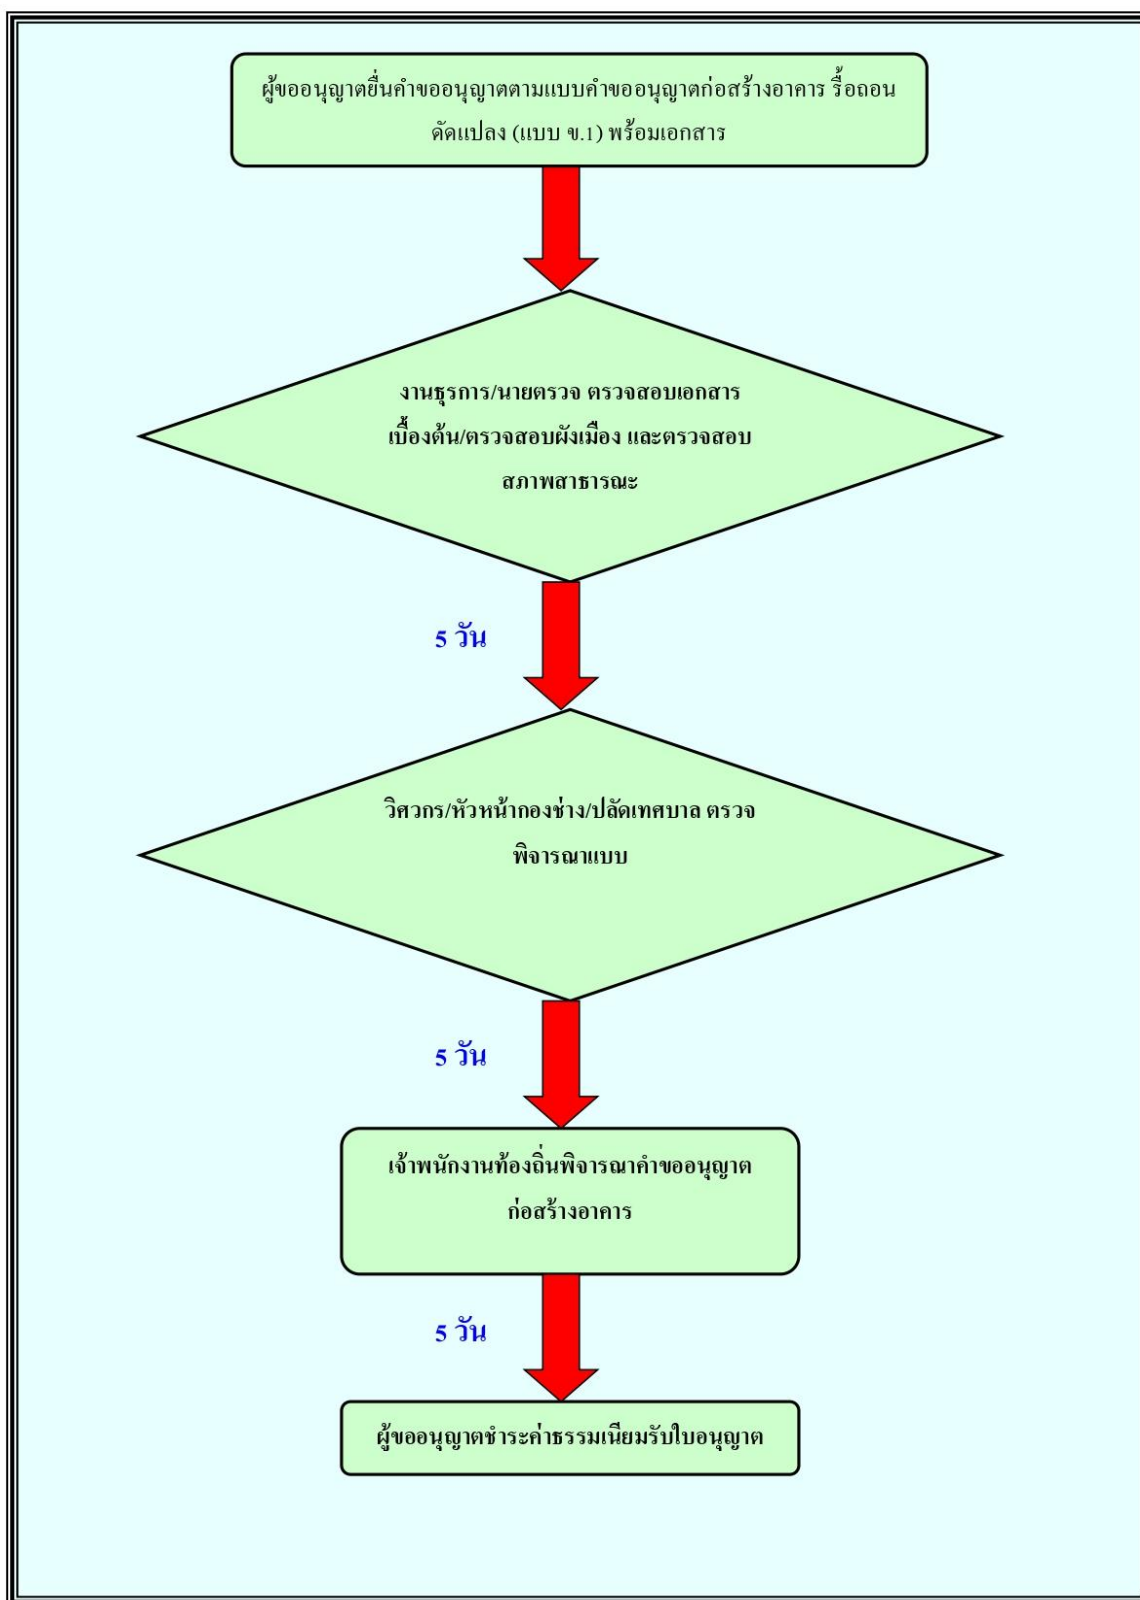 ผู้ขออนุญาตยื่นคำขออนุญาตตามแบบคำขออนุญาตก่อสร้างอาคาร รื้อถอน
ดัดแปลง (แบบ ข.1) พร้อมเอกสาร
งานธุรการ/นายตรวจ ตรวจสอบเอกสาร
เบื้องต้น/ตรวจสอบผังเมือง และตรวจสอบ
สภาพสาธารณะ
5 วัน
วิศวกร/หัวหน้ากองช่าง/ปลัดเทศบาล ตรวจ
พิจารณาแบบ
5 วัน
เจ้าพนักงานท้องถิ่นพิจารณาคำขออนุญาต
ก่อสร้างอาคาร
5 วัน
ผู้ขออนุญาตชำระค่าธรรมเนียมรับใบอนุญาต